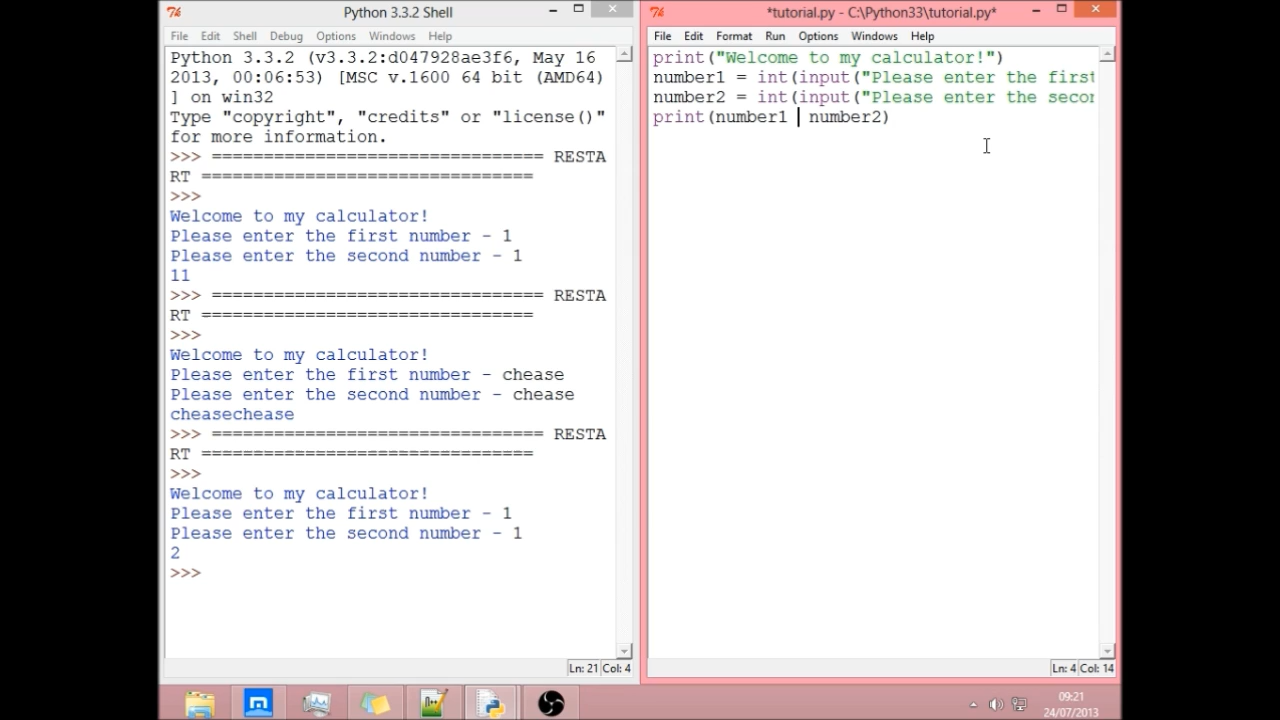 Python 3.3.2 Shell
File Edit Shell Debug Options Windows Help
Python 3.3.2 (v3.3.2:d047928ae3f6, May 16
2013, 00:06:53) [MSC v.1600 64 bit (AMD64)
] on win32
Type "copyright", "credits" or "license()"
for more information.
>>> ================================ RESTA
RT ================================
>>>
Welcome to my calculator!
Please enter the first number - 1
Please enter the second number - 1
11
>>> ================================ RESTA
RT ================================
>>>
Welcome to my calculator!
Please enter the first number - chease
Please enter the second number - chease
cheasechease
>>> ================================ RESTA
RT ================================
>>>
Welcome to my calculator!
Please enter the first number - 1
Please enter the second number - 1
2
>>>
Ln: 21 Col: 4
*tutorial.py - C:\Python33\tutorial.py*
File Edit Format Run Options Windows Help
print("Welcome to my calculator!")
number1 = int(input("Please enter the first
number2 = int(input("Please enter the secon
print(number1 number2)
Ln: 4 Col: 14
09:21
24/07/2013